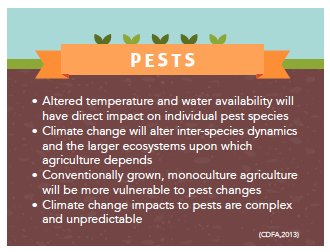 PESTS
• Altered temperature and water availability will
have direct impact on individual pest species
• Climate change will alter inter-species dynamics
and the larger ecosystems upon which
agriculture depends
• Conventionally grown, monoculture agriculture
will be more vulnerable to pest changes
• Climate change impacts to pests are complex
and unpredictable
(CDFA,2013)